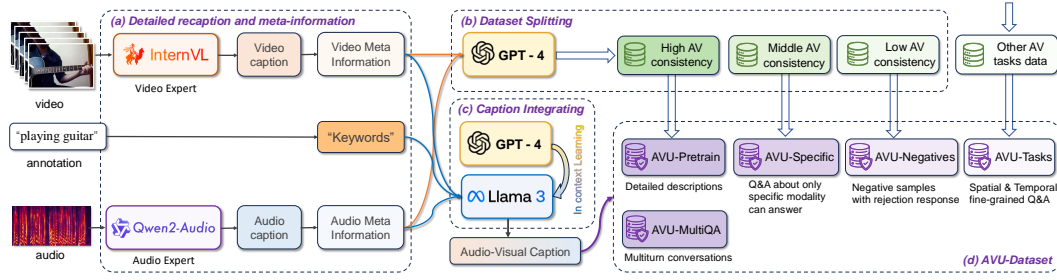 (a) Detailed recaption and meta-information
InternVL
Video Expert
Video
caption
Video Meta
Information
video
"playing guitar"
annotation
"Keywords"
audio
Qwen2-Audio
Audio Expert
Audio
caption
Audio Meta
Information
(b) Dataset Splitting
GPT - 4
High AV
consistency
Middle AV
consistency
Low AV
consistency
Other AV
tasks data
(c) Caption Integrating
GPT - 4
Llama 3
In context Learning
Audio-Visual Caption
AVU-Pretrain
Detailed descriptions
AVU-Specific
Q&A about only
specific modality
can answer
AVU-Negatives
Negative samples
with rejection response
AVU-Tasks
Spatial & Temporal
fine-grained Q&A
AVU-MultiQA
Multiturn conversations
(d) AVU-Dataset